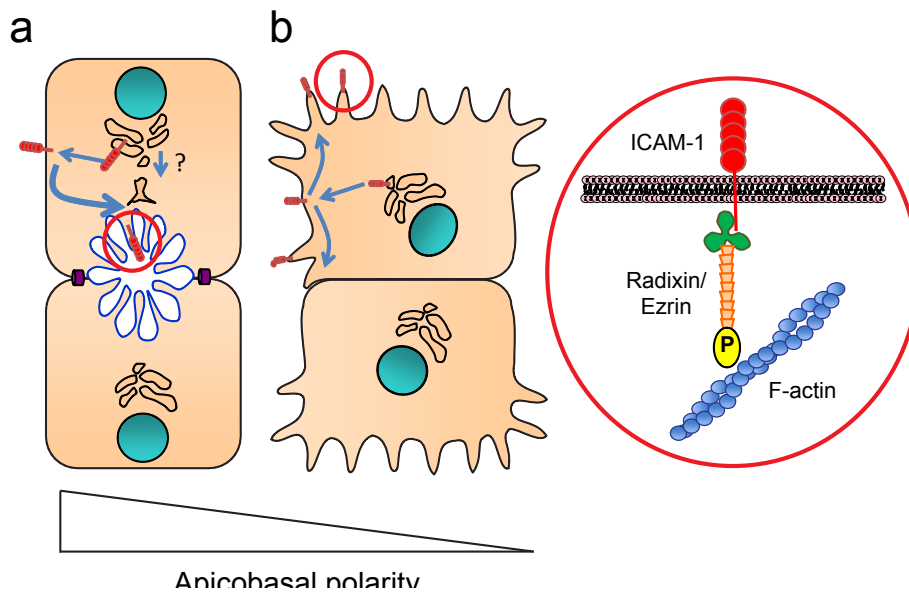 a
b
?
ICAM-1
Radixin/
Ezrin
P
F-actin
Apicobasal polarity